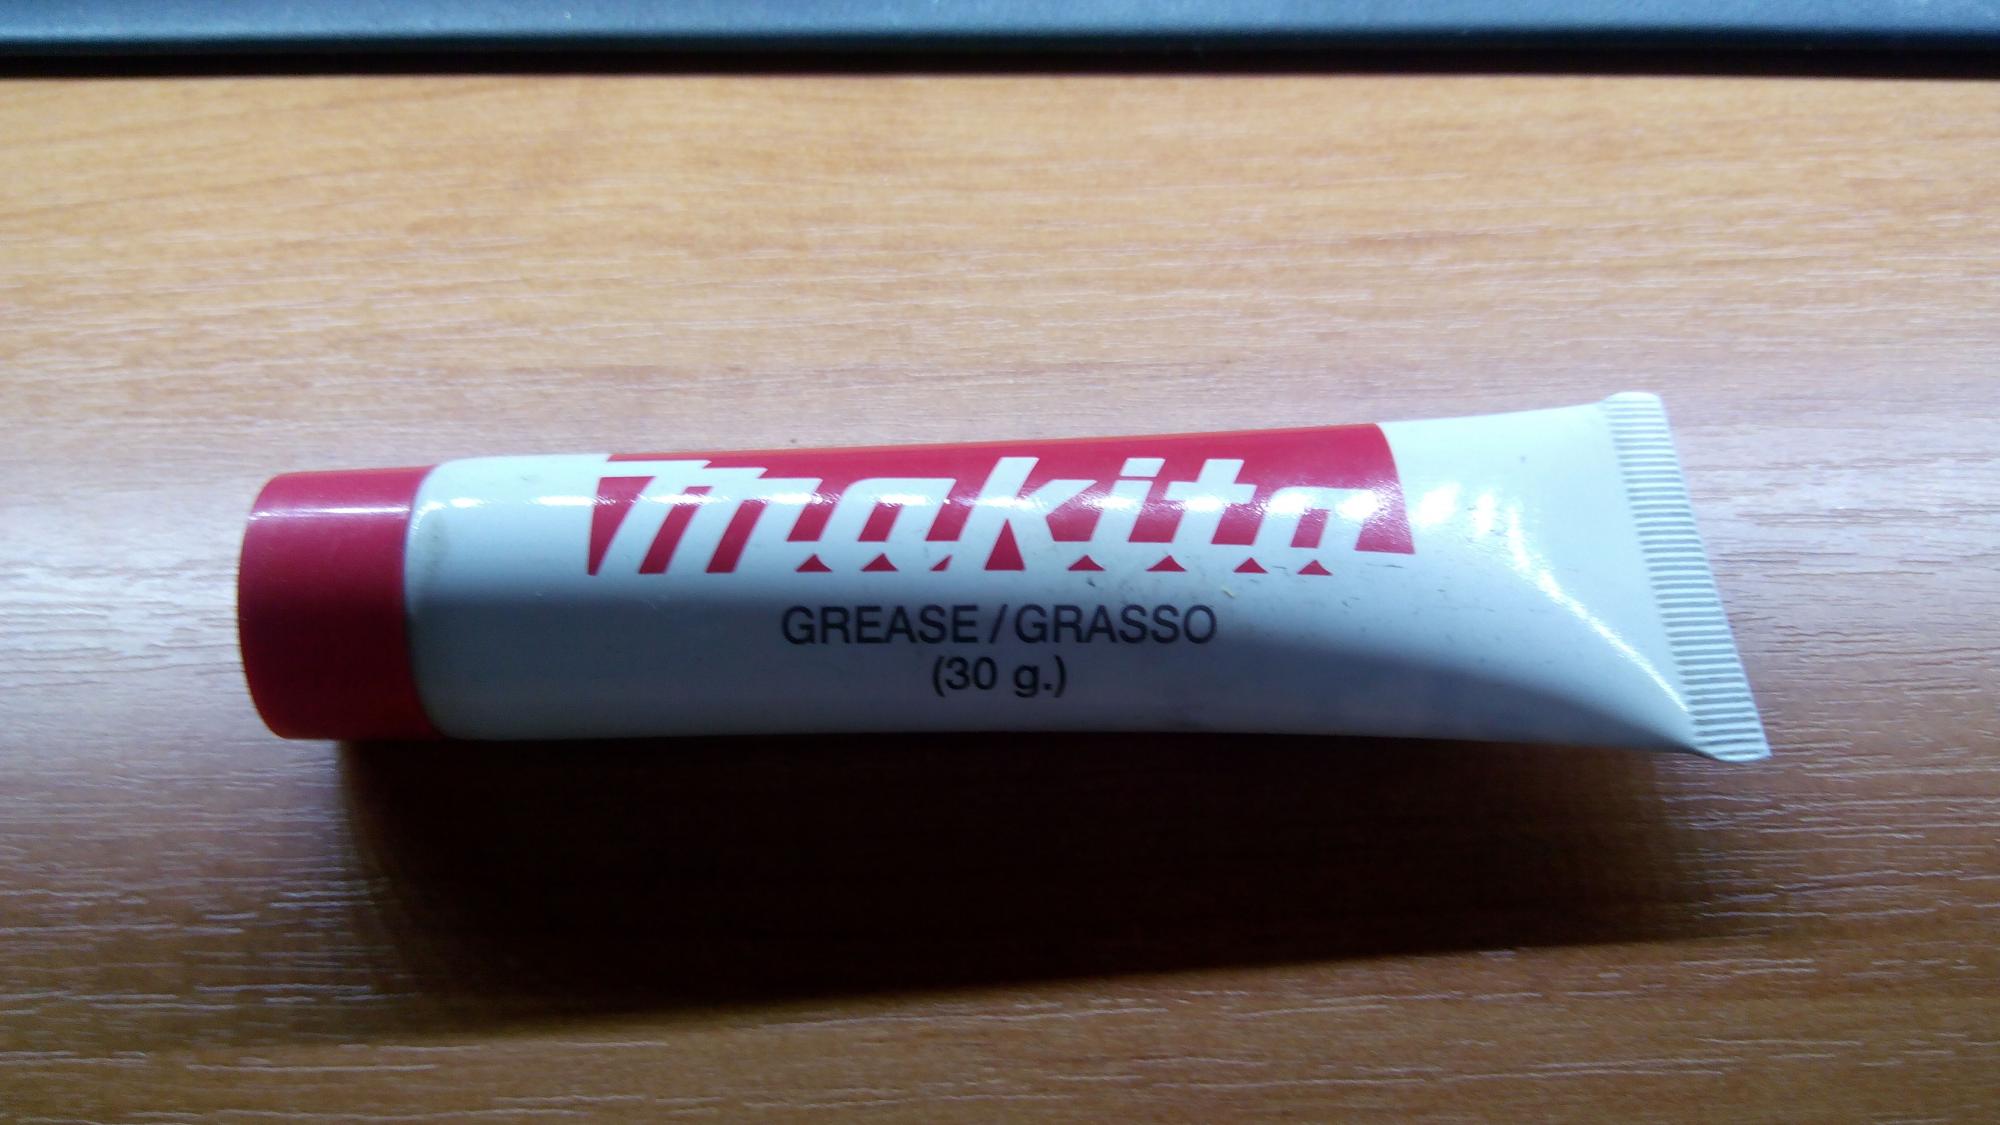 makita
GREASE / GRASSO
(30 g.)